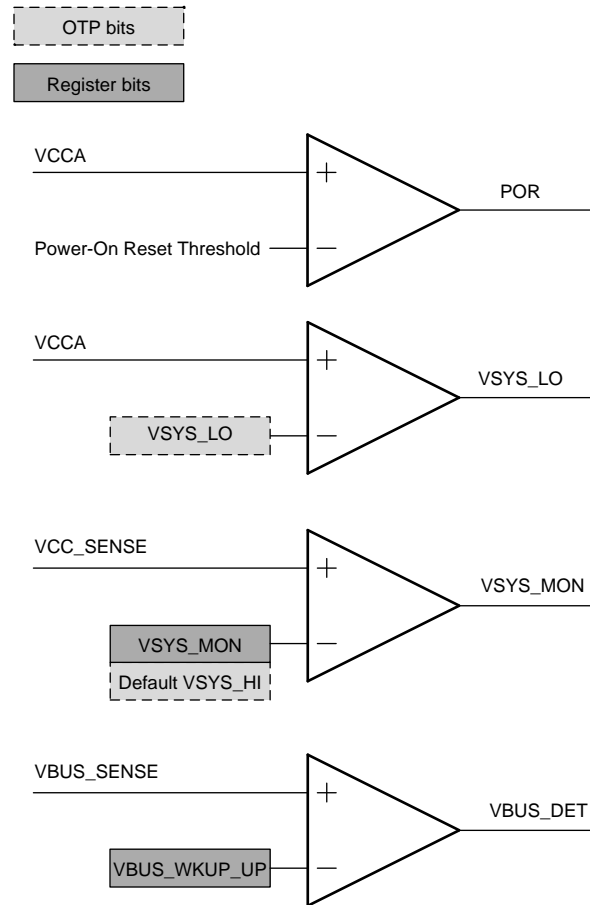 OTP bits
Register bits
VCCA
+
POR
Power-On Reset Threshold
−
VCCA
+
VSYS_LO
VSYS_LO
−
VCC_SENSE
+
VSYS_MON
VSYS_MON
−
Default VSYS_HI
VBUS_SENSE
+
VBUS_DET
VBUS_WKUP_UP
−